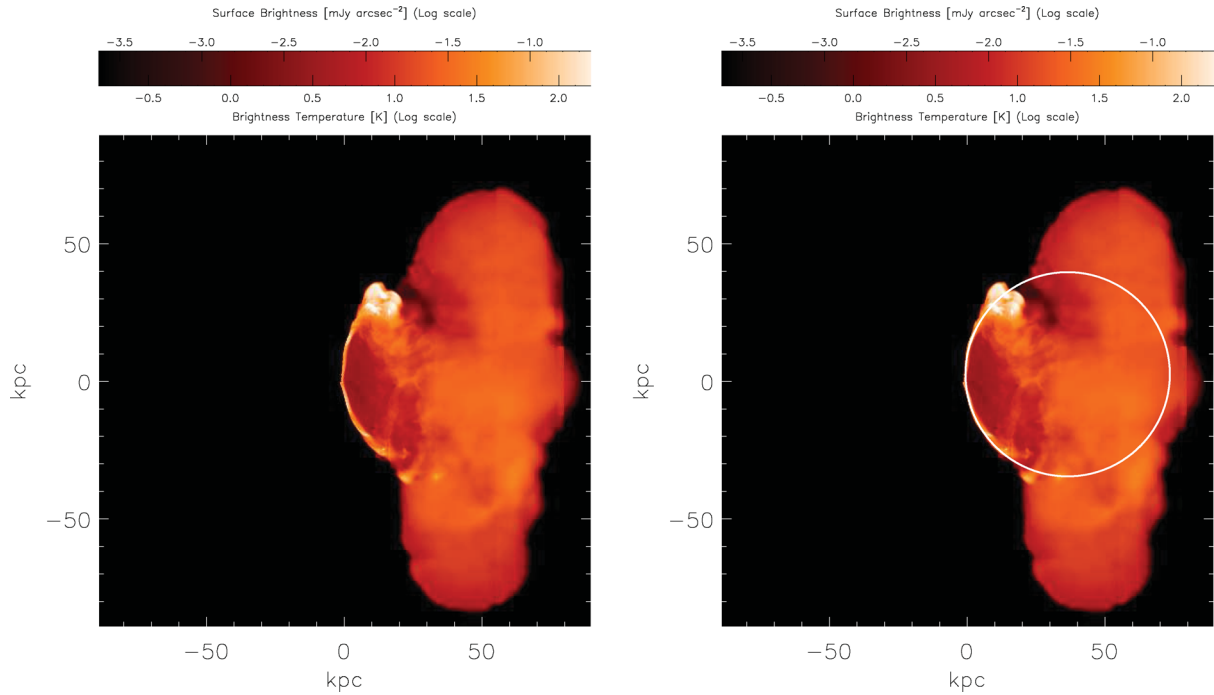 Surface Brightness [mJy arcsec⁻²] (Log scale)
−3.5 −3.0 −2.5 −2.0 −1.5 −1.0
−0.5 0.0 0.5 1.0 1.5 2.0
Brightness Temperature [K] (Log scale)
50
0
−50
kpc
−50 0 50
kpc
Surface Brightness [mJy arcsec⁻²] (Log scale)
−3.5 −3.0 −2.5 −2.0 −1.5 −1.0
−0.5 0.0 0.5 1.0 1.5 2.0
Brightness Temperature [K] (Log scale)
50
0
−50
kpc
−50 0 50
kpc